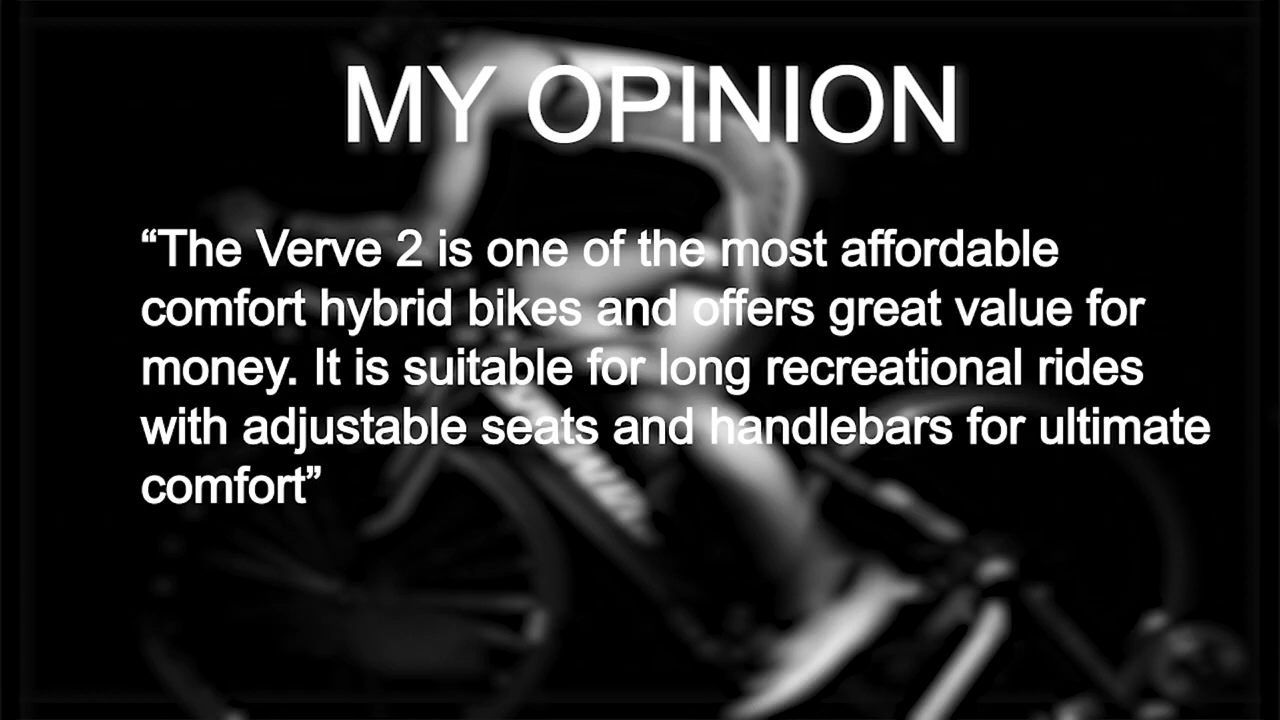 MY OPINION
“The Verve 2 is one of the most affordable
comfort hybrid bikes and offers great value for
money. It is suitable for long recreational rides
with adjustable seats and handlebars for ultimate
comfort”